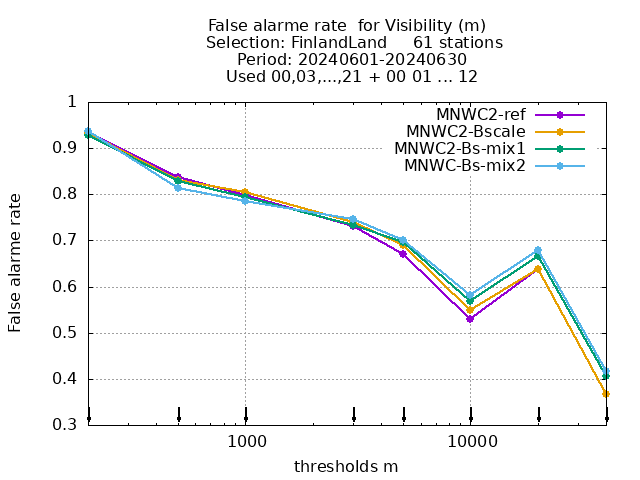 False alarme rate  for Visibility (m)
Selection: FinlandLand     61 stations
Period: 20240601-20240630
Used 00,03,...,21 + 00 01 ... 12
MNWC2-ref
MNWC2-Bscale
MNWC2-Bs-mix1
MNWC-Bs-mix2
False alarme rate
1
0.9
0.8
0.7
0.6
0.5
0.4
0.3
1000
10000
thresholds m